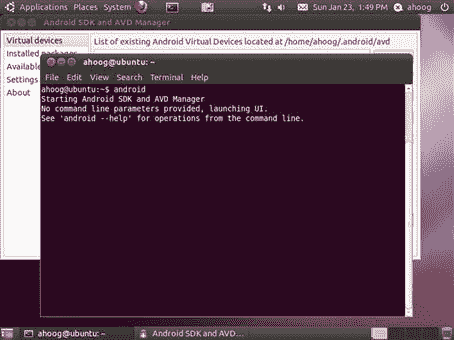 Applications Places System
Sun Jan 23, 1:49 PM
ahoog
Android SDK and AVD Manager
Virtual devices
List of existing Android Virtual Devices located at /home/ahoog/.android/avd
Installed packages
Available
Settings
About
ahoog@ubuntu: ~
File Edit View Search Terminal Help
ahoog@ubuntu:~$ android
Starting Android SDK and AVD Manager
No command line parameters provided, launching UI.
See 'android --help' for operations from the command line.
ahoog@ubuntu: ~
Android SDK and AVD...